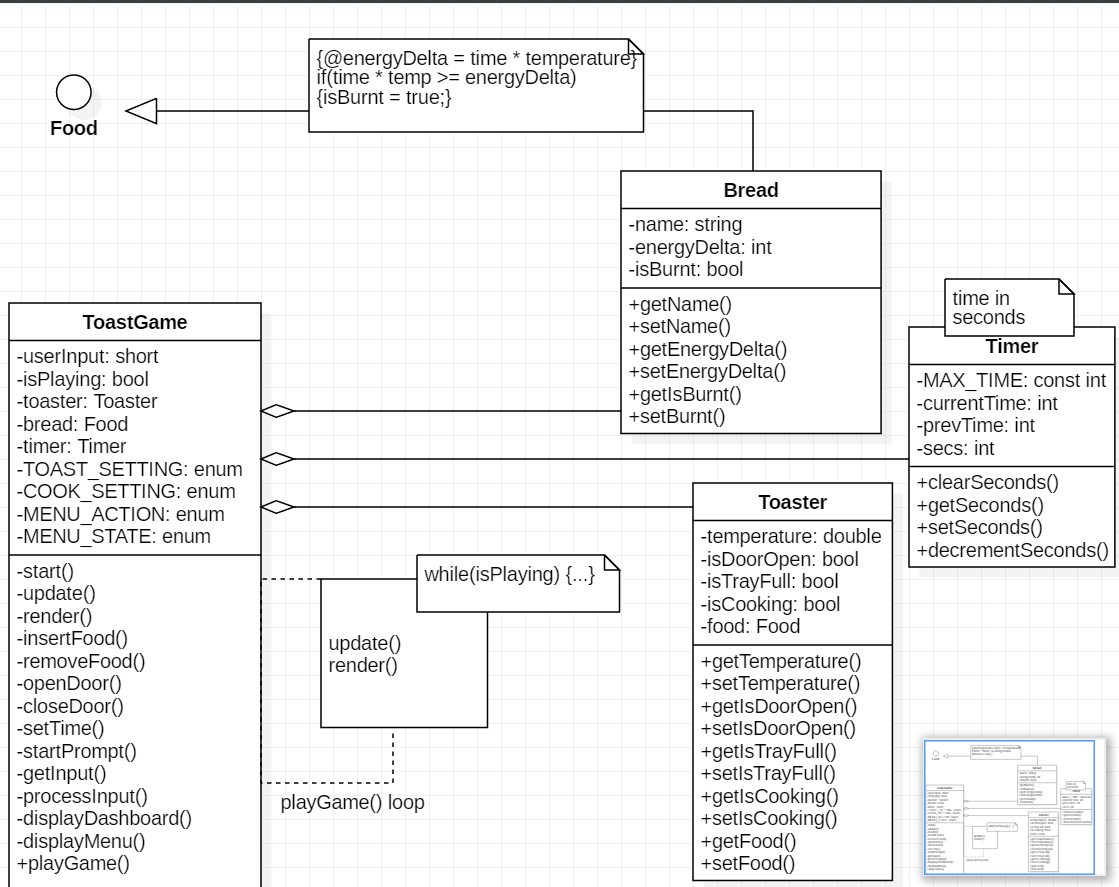 {@energyDelta = time * temperature}
if(time * temp >= energyDelta)
{isBurnt = true;}
Food
Bread
-name: string
-energyDelta: int
-isBurnt: bool
+getName()
+setName()
+getEnergyDelta()
+setEnergyDelta()
+getIsBurnt()
+setBurnt()
time in
seconds
Timer
-MAX_TIME: const int
-currentTime: int
-prevTime: int
-secs: int
+clearSeconds()
+getSeconds()
+setSeconds()
+decrementSeconds()
ToastGame
-userInput: short
-isPlaying: bool
-toaster: Toaster
-bread: Food
-timer: Timer
-TOAST_SETTING: enum
-COOK_SETTING: enum
-MENU_ACTION: enum
-MENU_STATE: enum
-start()
-update()
-render()
-insertFood()
-removeFood()
-openDoor()
-closeDoor()
-setTime()
-startPrompt()
-getInput()
-processInput()
-displayDashboard()
-displayMenu()
+playGame()
while(isPlaying) {...}
update()
render()
playGame() loop
Toaster
-temperature: double
-isDoorOpen: bool
-isTrayFull: bool
-isCooking: bool
-food: Food
+getTemperature()
+setTemperature()
+getIsDoorOpen()
+setIsDoorOpen()
+getIsTrayFull()
+setIsTrayFull()
+getIsCooking()
+setIsCooking()
+getFood()
+setFood()